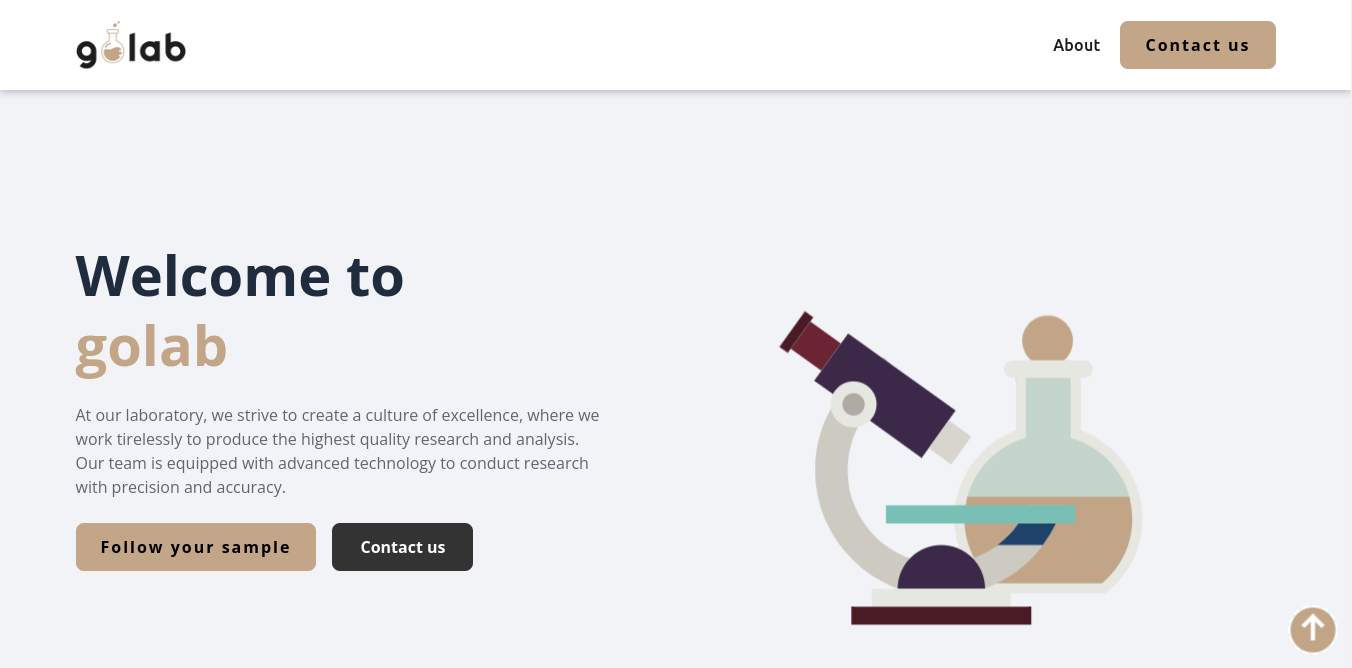 golab
About
Contact us
Welcome to
golab
At our laboratory, we strive to create a culture of excellence, where we
work tirelessly to produce the highest quality research and analysis.
Our team is equipped with advanced technology to conduct research
with precision and accuracy.
Follow your sample
Contact us